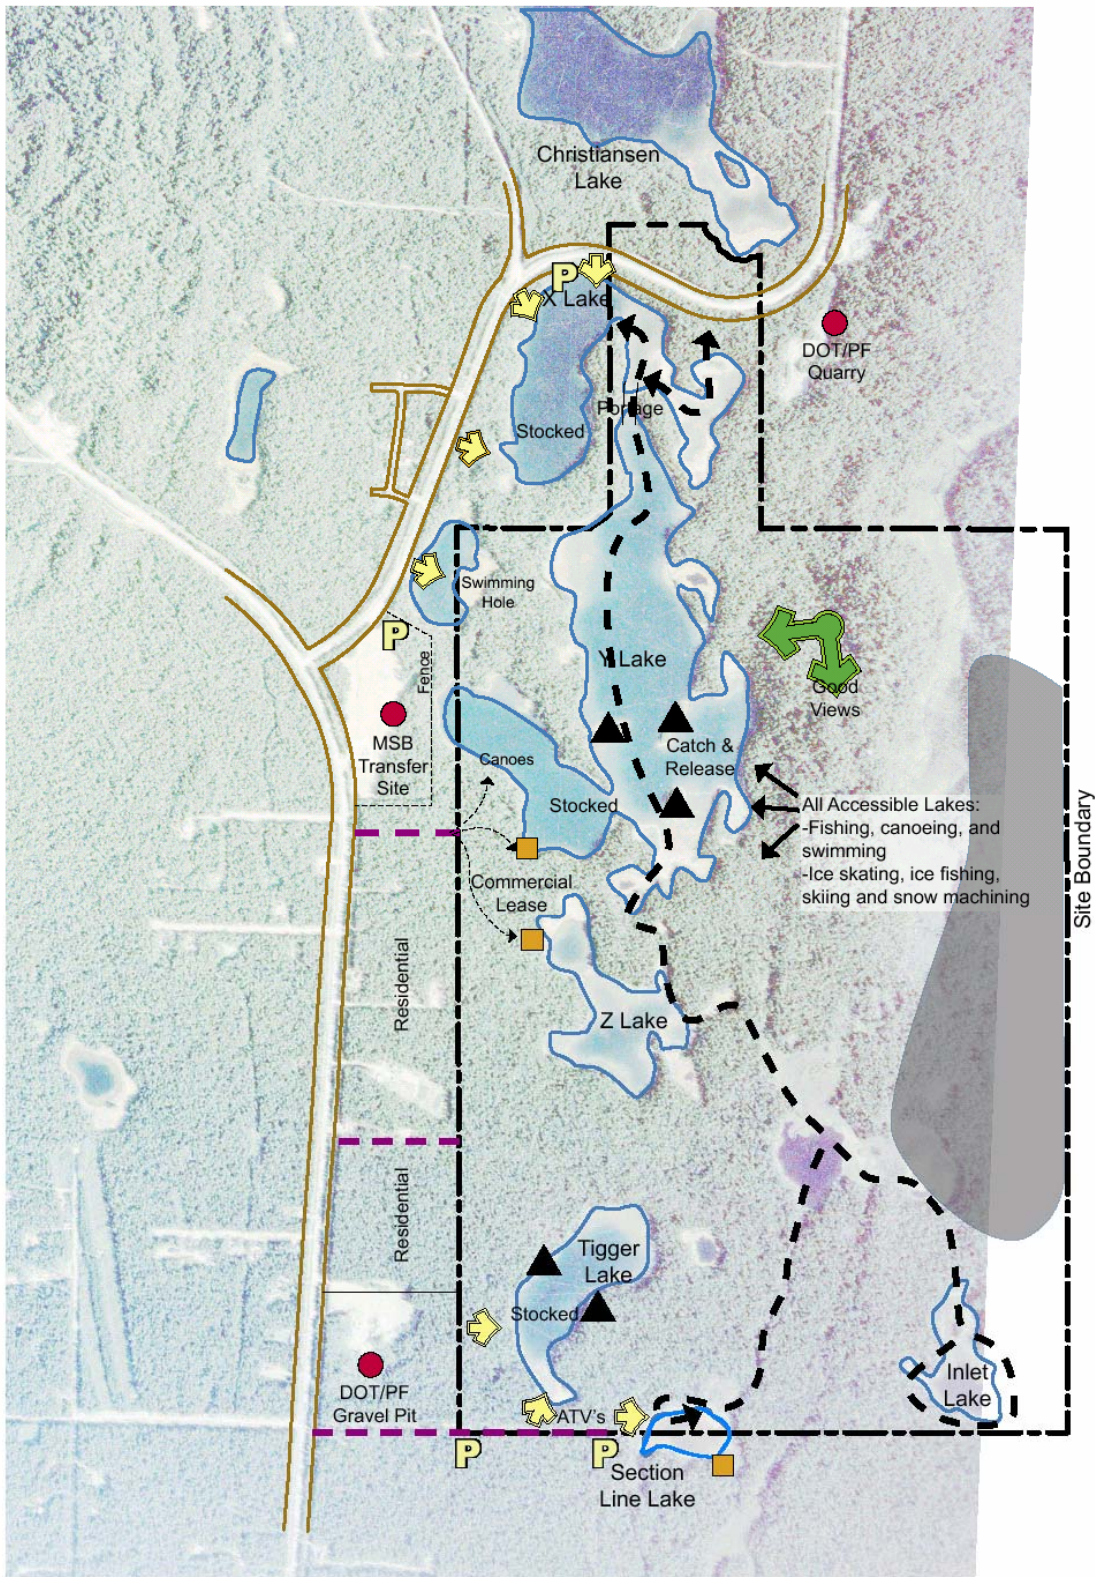 Christiansen
Lake
P
X Lake
DOT/PF
Quarry
Portage
Stocked
Swimming
Hole
P
Fence
Y Lake
Good
Views
MSB
Transfer
Site
Canoes
Catch &
Release
Stocked
All Accessible Lakes:
-Fishing, canoeing, and
swimming
-Ice skating, ice fishing,
skiing and snow machining
Site Boundary
Commercial
Lease
Residential
Z Lake
Residential
Tigger
Lake
Stocked
DOT/PF
Gravel Pit
Inlet
Lake
ATV's
P
P
Section
Line Lake